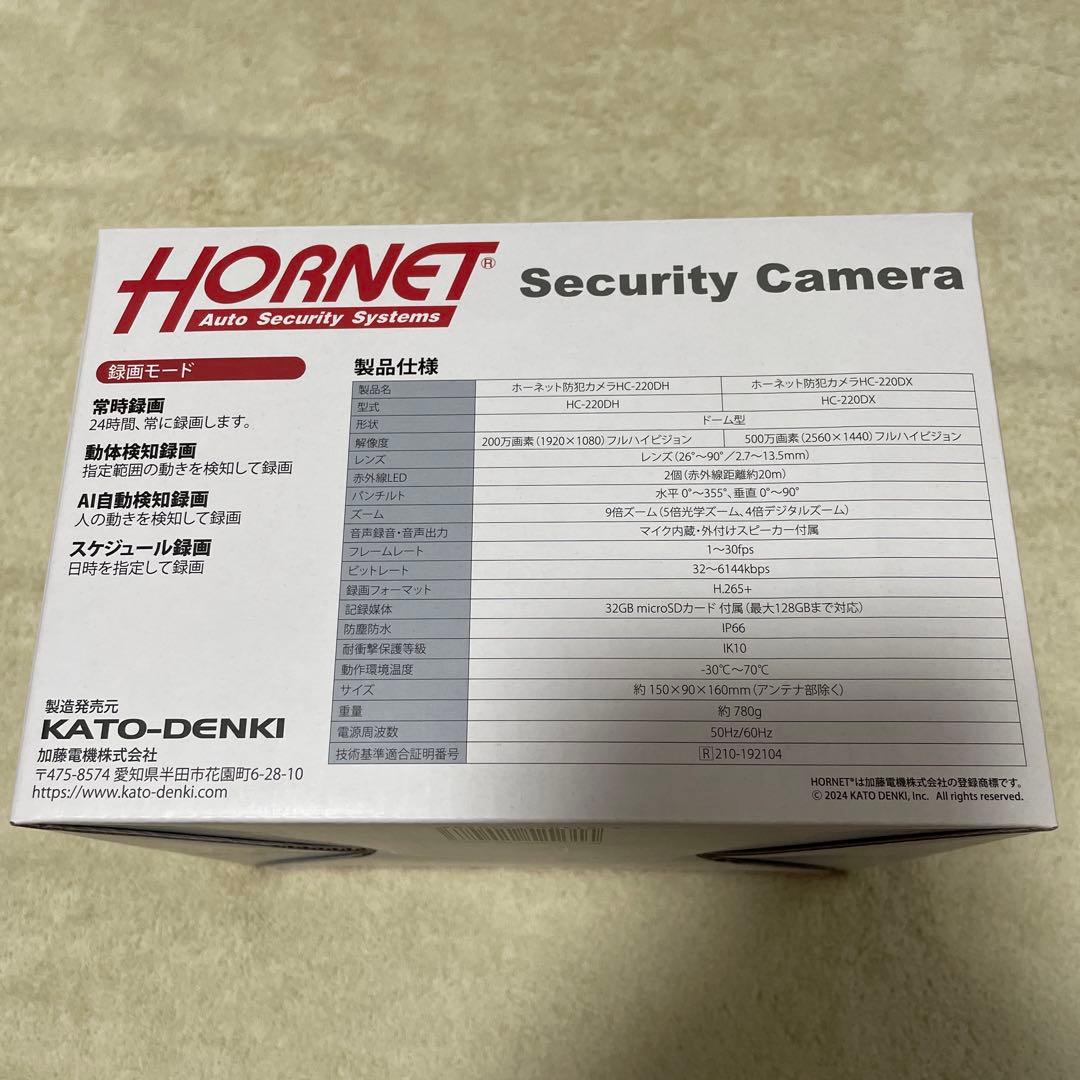 HORNET®
Auto Security Systems
Security Camera
録画モード
常時録画
24時間、常に録画します。
動体検知録画
指定範囲の動きを検知して録画
AI自動検知録画
人の動きを検知して録画
スケジュール録画
日時を指定して録画
製造発売元
KATO-DENKI
加藤電機株式会社
〒475-8574 愛知県半田市花園町6-28-10
https://www.kato-denki.com
製品仕様
製品名 ホーネット防犯カメラHC-220DH ホーネット防犯カメラHC-220DX
型式 HC-220DH HC-220DX
形状 ドーム型
解像度 200万画素(1920×1080)フルハイビジョン 500万画素(2560×1440)フルハイビジョン
レンズ レンズ(26°～90°/2.7～13.5mm)
赤外線LED 2個(赤外線距離約20m)
パンチルト 水平 0°～355°、垂直 0°～90°
ズーム 9倍ズーム(5倍光学ズーム、4倍デジタルズーム)
音声録音・音声出力 マイク内蔵・外付けスピーカー付属
フレームレート 1～30fps
ビットレート 32～6144kbps
録画フォーマット H.265+
記録媒体 32GB microSDカード 付属(最大128GBまで対応)
防塵防水 IP66
耐衝撃保護等級 IK10
動作環境温度 -30℃～70℃
サイズ 約 150×90×160mm(アンテナ部除く)
重量 約 780g
電源周波数 50Hz/60Hz
技術基準適合証明番号 R 210-192104
HORNET®は加藤電機株式会社の登録商標です。
© 2024 KATO DENKI, Inc. All rights reserved.